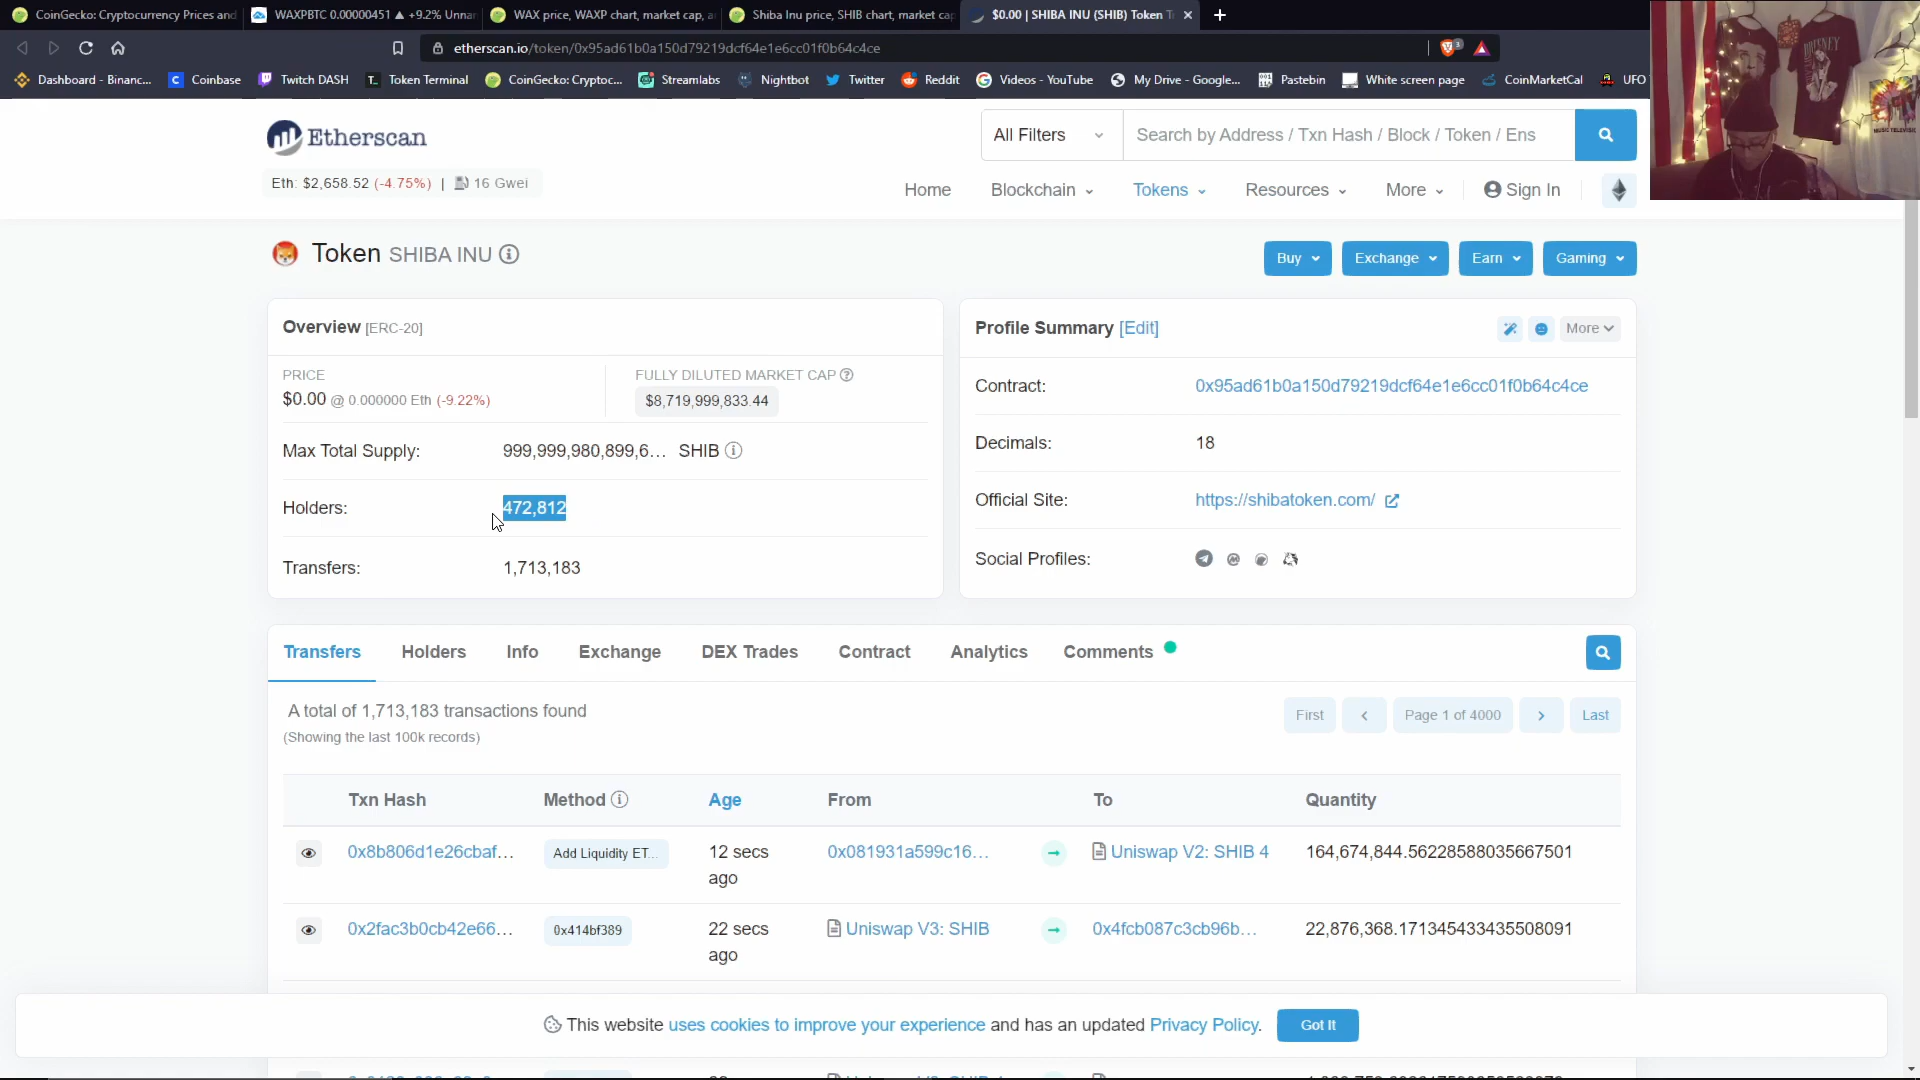 CoinGecko: Cryptocurrency Prices and
WAXPBTC 0.00000451 ▲ +9.2% Unnar
WAX price, WAXP chart, market cap, a
Shiba Inu price, SHIB chart, market cap
$0.00 | SHIBA INU (SHIB) Token T
etherscan.io/token/0x95ad61b0a150d79219dcf64e1e6cc01f0b64c4ce
Dashboard - Binanc...
Coinbase
Twitch DASH
Token Terminal
CoinGecko: Cryptoc...
Streamlabs
Nightbot
Twitter
Reddit
Videos - YouTube
My Drive - Google...
Pastebin
White screen page
CoinMarketCal
UFO
Etherscan
All Filters
Search by Address / Txn Hash / Block / Token / Ens
Eth: $2,658.52 (-4.75%) | 16 Gwei
Home
Blockchain
Tokens
Resources
More
Sign In
Token SHIBA INU
Buy
Exchange
Earn
Gaming
Overview [ERC-20]
PRICE
$0.00 @ 0.000000 Eth (-9.22%)
FULLY DILUTED MARKET CAP
$8,719,999,833.44
Max Total Supply: 999,999,980,899,6... SHIB
Holders: 472,812
Transfers: 1,713,183
Profile Summary [Edit]
More
Contract: 0x95ad61b0a150d79219dcf64e1e6cc01f0b64c4ce
Decimals: 18
Official Site: https://shibatoken.com/
Social Profiles:
Transfers
Holders
Info
Exchange
DEX Trades
Contract
Analytics
Comments
A total of 1,713,183 transactions found
(Showing the last 100k records)
First
Page 1 of 4000
Last
Txn Hash Method Age From To Quantity
0x8b806d1e26cbaf... Add Liquidity ET... 12 secs ago 0x081931a599c16... Uniswap V2: SHIB 4 164,674,844.56228588035667501
0x2fac3b0cb42e66... 0x414bf389 22 secs ago Uniswap V3: SHIB 0x4fcb087c3cb96b... 22,876,368.171345433435508091
This website uses cookies to improve your experience and has an updated Privacy Policy.
Got It